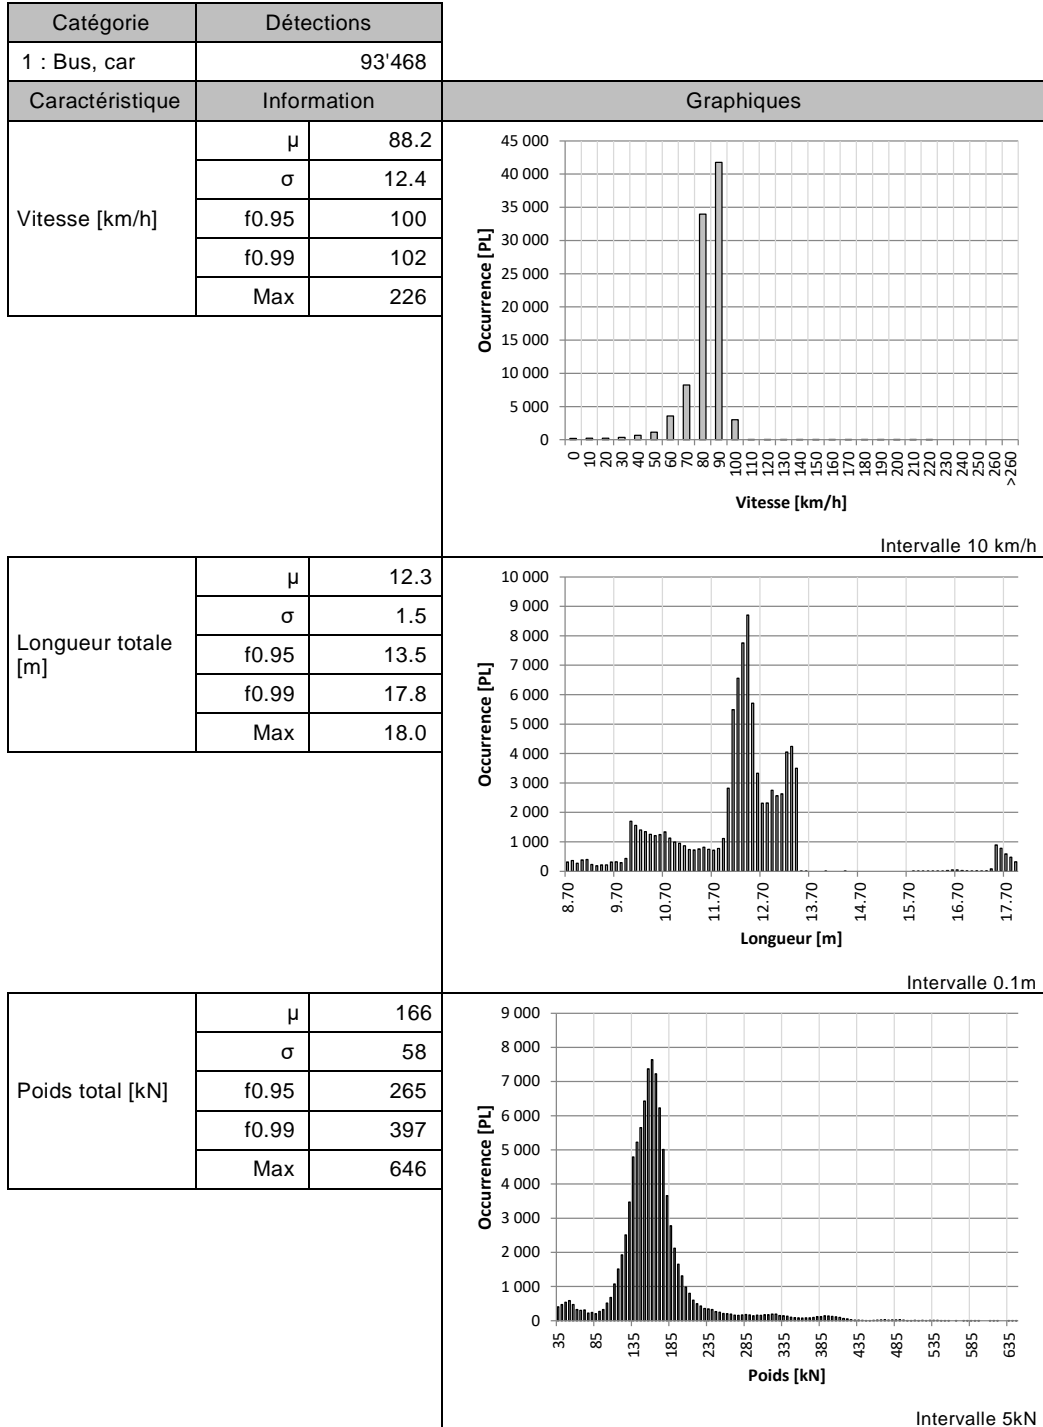 Catégorie Détections
1 : Bus, car 93'468
Caractéristique Information Graphiques
Vitesse [km/h]
µ 88.2
σ 12.4
f0.95 100
f0.99 102
Max 226
45 000
40 000
35 000
30 000
25 000
20 000
15 000
10 000
5 000
0
Occurrence [PL]
0 10 20 30 40 50 60 70 80 90 100 110 120 130 140 150 160 170 180 190 200 210 220 230 240 250 260 >260
Vitesse [km/h]
Intervalle 10 km/h
Longueur totale
[m]
µ 12.3
σ 1.5
f0.95 13.5
f0.99 17.8
Max 18.0
10 000
9 000
8 000
7 000
6 000
5 000
4 000
3 000
2 000
1 000
0
Occurrence [PL]
8.70 9.70 10.70 11.70 12.70 13.70 14.70 15.70 16.70 17.70
Longueur [m]
Intervalle 0.1m
Poids total [kN]
µ 166
σ 58
f0.95 265
f0.99 397
Max 646
9 000
8 000
7 000
6 000
5 000
4 000
3 000
2 000
1 000
0
Occurrence [PL]
35 85 135 185 235 285 335 385 435 485 535 585 635
Poids [kN]
Intervalle 5kN